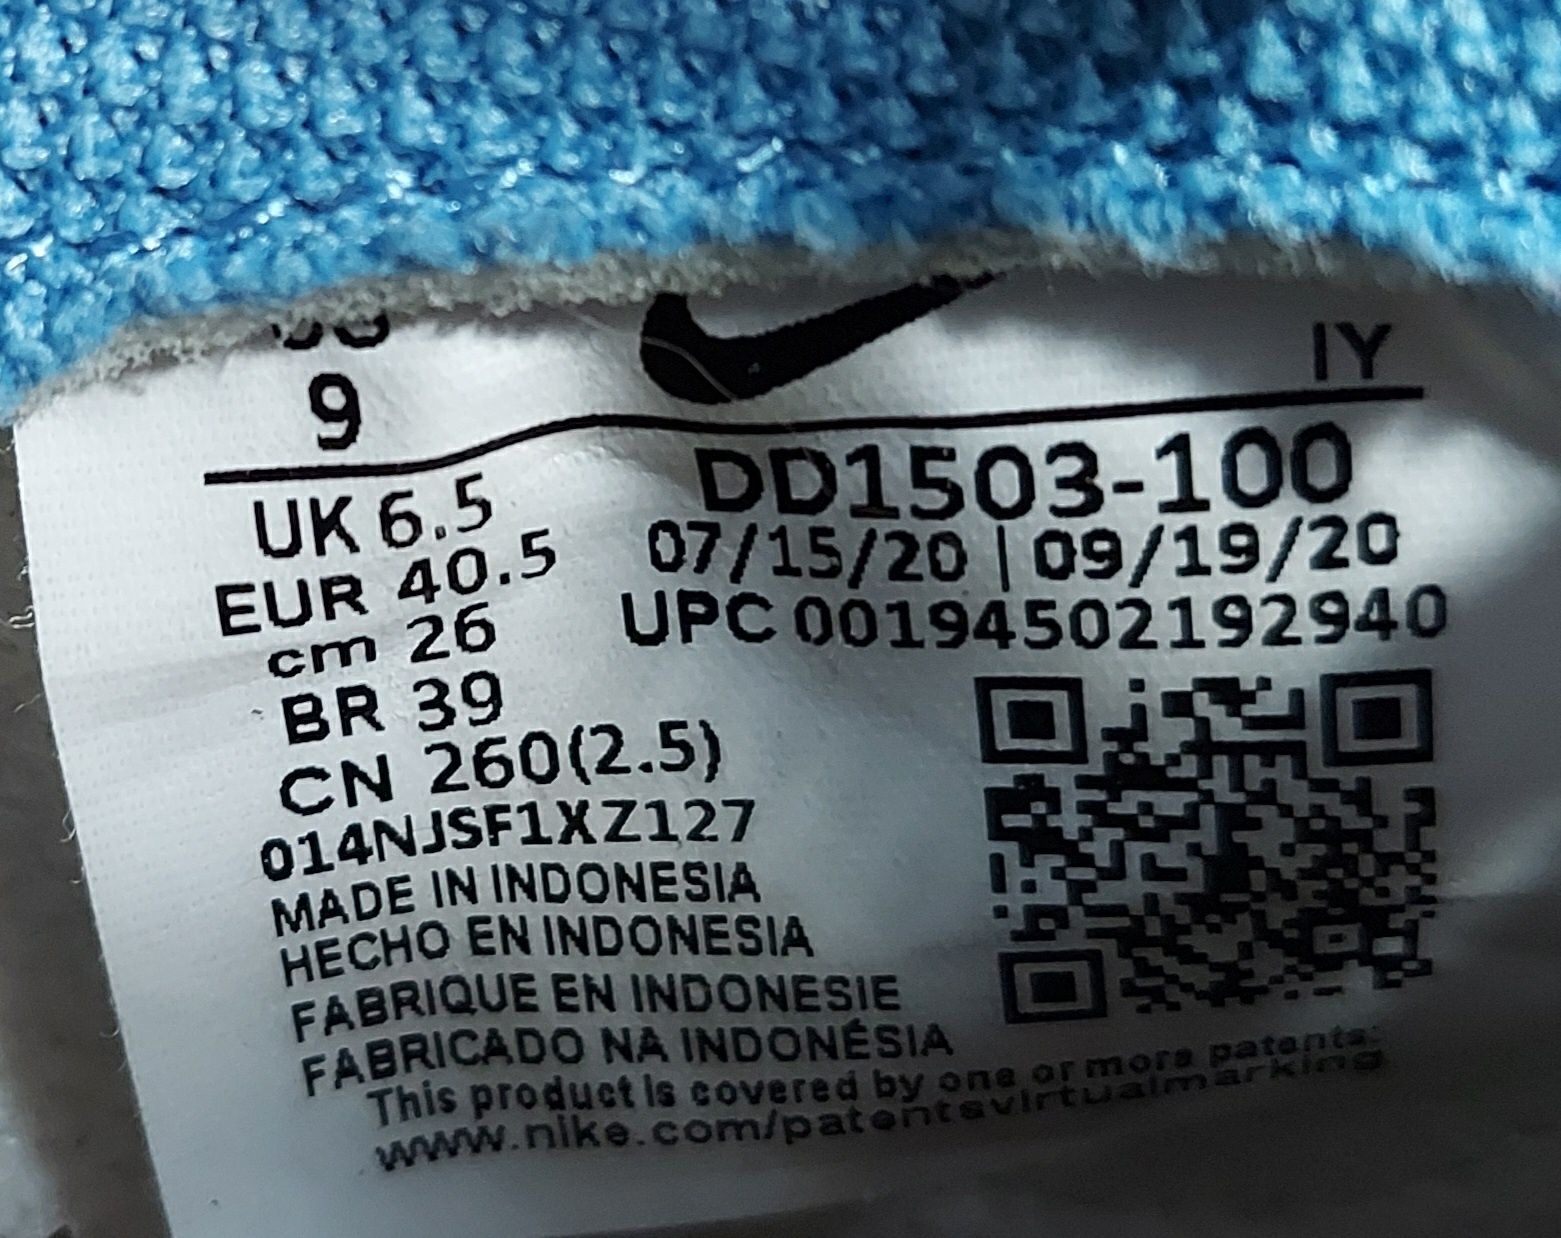 9
IY
UK 6.5
EUR 40.5
cm 26
BR 39
CN 260(2.5)
014NJSF1XZ127
DD1503-100
07/15/20 | 09/19/20
UPC 00194502192940
MADE IN INDONESIA
HECHO EN INDONESIA
FABRIQUE EN INDONESIE
FABRICADO NA INDONÉSIA
This product is covered by one or more patents:
www.nike.com/patentsvirtualmarking